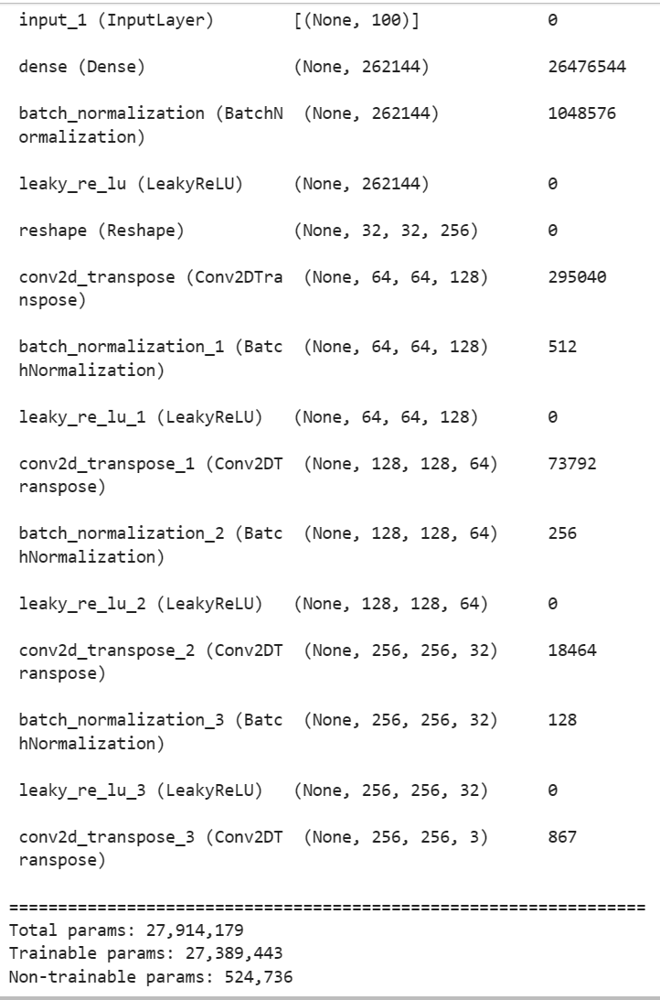 input_1 (InputLayer) [(None, 100)] 0
dense (Dense) (None, 262144) 26476544
batch_normalization (BatchN (None, 262144) 1048576
ormalization)
leaky_re_lu (LeakyReLU) (None, 262144) 0
reshape (Reshape) (None, 32, 32, 256) 0
conv2d_transpose (Conv2DTra (None, 64, 64, 128) 295040
nspose)
batch_normalization_1 (Batc (None, 64, 64, 128) 512
hNormalization)
leaky_re_lu_1 (LeakyReLU) (None, 64, 64, 128) 0
conv2d_transpose_1 (Conv2DT (None, 128, 128, 64) 73792
ranspose)
batch_normalization_2 (Batc (None, 128, 128, 64) 256
hNormalization)
leaky_re_lu_2 (LeakyReLU) (None, 128, 128, 64) 0
conv2d_transpose_2 (Conv2DT (None, 256, 256, 32) 18464
ranspose)
batch_normalization_3 (Batc (None, 256, 256, 32) 128
hNormalization)
leaky_re_lu_3 (LeakyReLU) (None, 256, 256, 32) 0
conv2d_transpose_3 (Conv2DT (None, 256, 256, 3) 867
ranspose)
=================================================================
Total params: 27,914,179
Trainable params: 27,389,443
Non-trainable params: 524,736